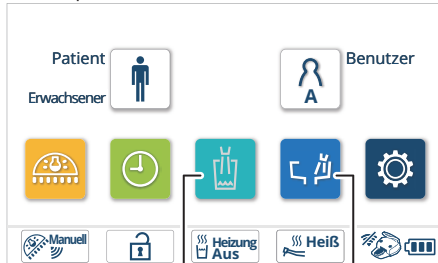 Patient
Benutzer
Erwachsener
A
Manuell
Heizung
Aus
Heiß